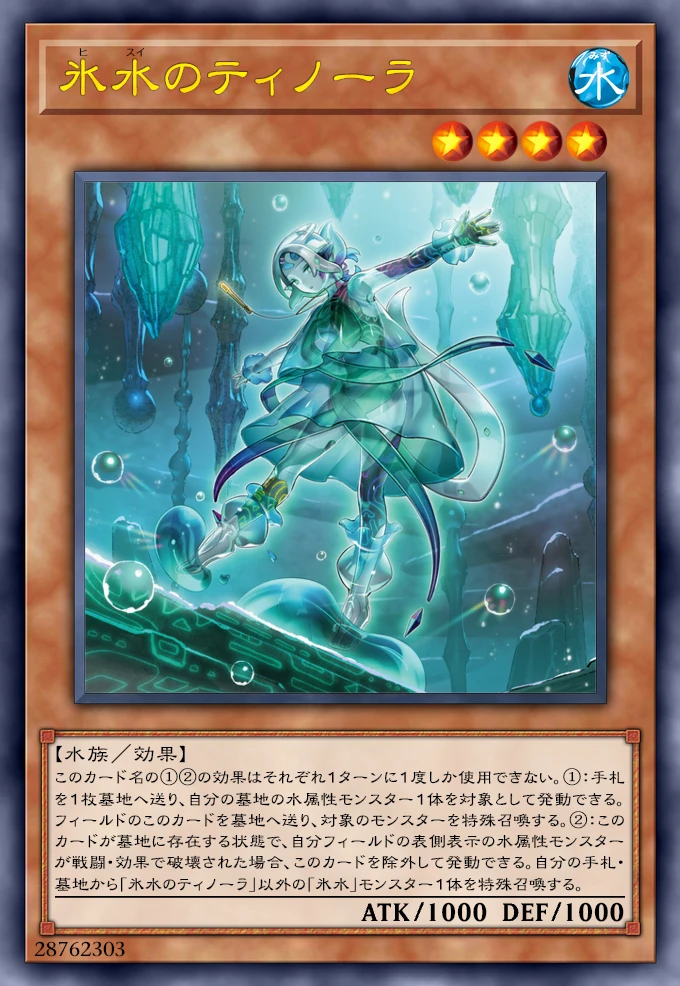 ヒ スイ
氷水のティノーラ
みず
水
【水族／効果】
このカード名の①②の効果はそれぞれ1ターンに1度しか使用できない。①：手札
を1枚墓地へ送り、自分の墓地の水属性モンスター1体を対象として発動できる。
フィールドのこのカードを墓地へ送り、対象のモンスターを特殊召喚する。②：この
カードが墓地に存在する状態で、自分フィールドの表側表示の水属性モンスター
が戦闘・効果で破壊された場合、このカードを除外して発動できる。自分の手札・
墓地から「氷水のティノーラ」以外の「氷水」モンスター1体を特殊召喚する。
ATK/1000 DEF/1000
28762303